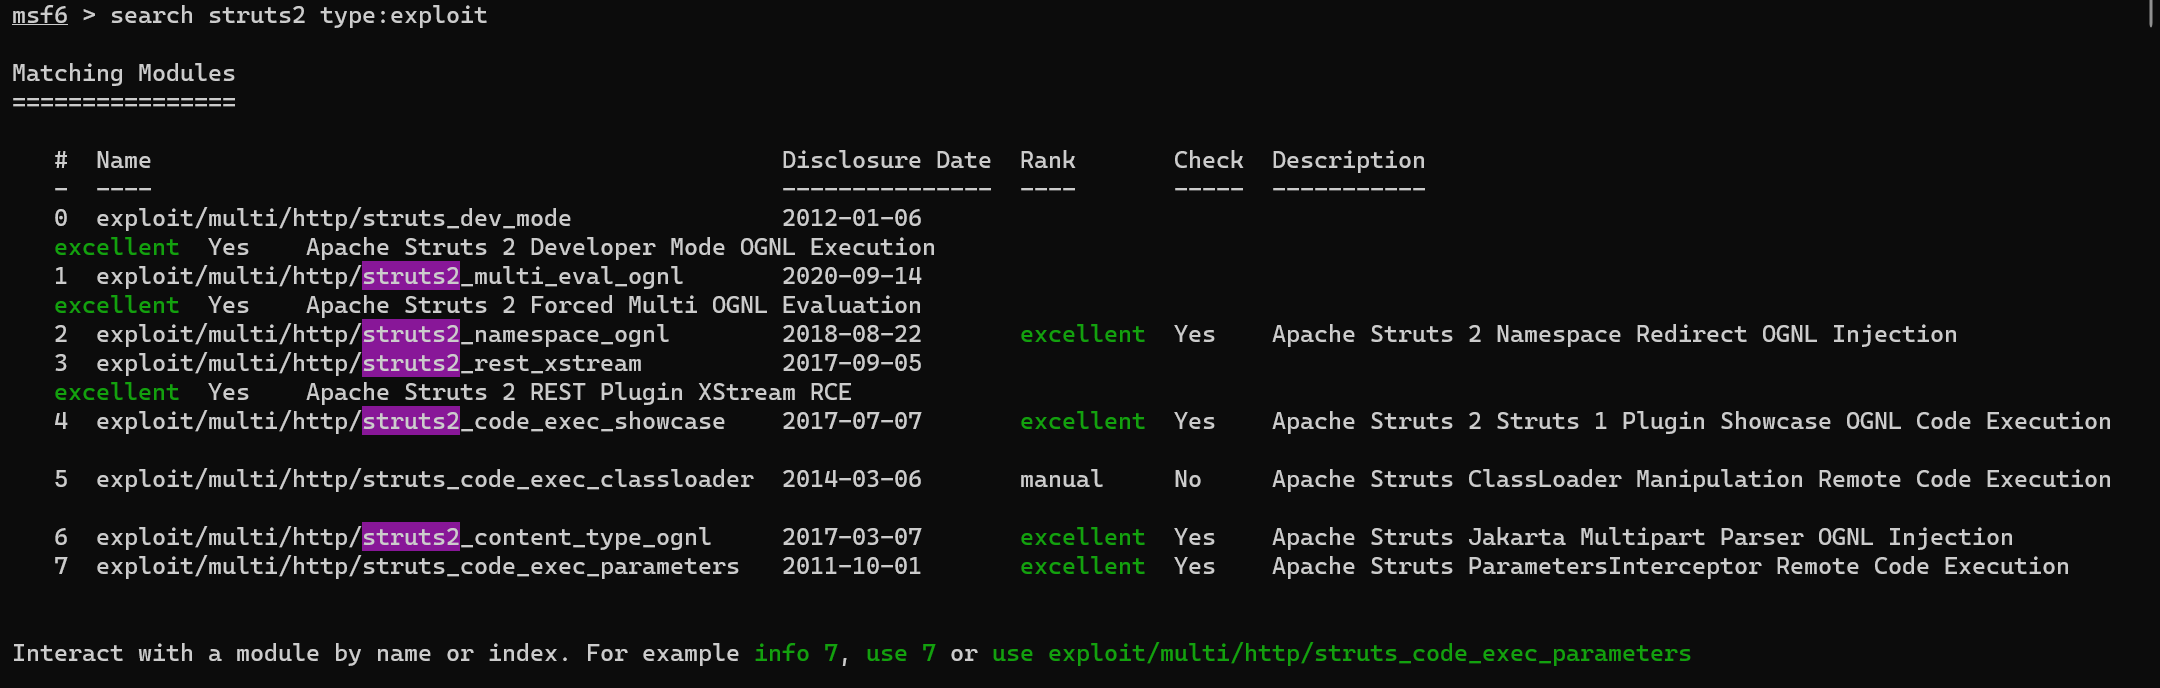 msf6 > search struts2 type:exploit
Matching Modules
================
#  Name                                                 Disclosure Date  Rank       Check  Description
-  ----                                                 ---------------  ----       -----  -----------
0  exploit/multi/http/struts_dev_mode               2012-01-06
excellent  Yes    Apache Struts 2 Developer Mode OGNL Execution
1  exploit/multi/http/struts2_multi_eval_ognl       2020-09-14
excellent  Yes    Apache Struts 2 Forced Multi OGNL Evaluation
2  exploit/multi/http/struts2_namespace_ognl        2018-08-22       excellent  Yes    Apache Struts 2 Namespace Redirect OGNL Injection
3  exploit/multi/http/struts2_rest_xstream          2017-09-05
excellent  Yes    Apache Struts 2 REST Plugin XStream RCE
4  exploit/multi/http/struts2_code_exec_showcase    2017-07-07       excellent  Yes    Apache Struts 2 Struts 1 Plugin Showcase OGNL Code Execution
5  exploit/multi/http/struts_code_exec_classloader  2014-03-06       manual     No     Apache Struts ClassLoader Manipulation Remote Code Execution
6  exploit/multi/http/struts2_content_type_ognl     2017-03-07       excellent  Yes    Apache Struts Jakarta Multipart Parser OGNL Injection
7  exploit/multi/http/struts_code_exec_parameters   2011-10-01       excellent  Yes    Apache Struts ParametersInterceptor Remote Code Execution
Interact with a module by name or index. For example info 7, use 7 or use exploit/multi/http/struts_code_exec_parameters